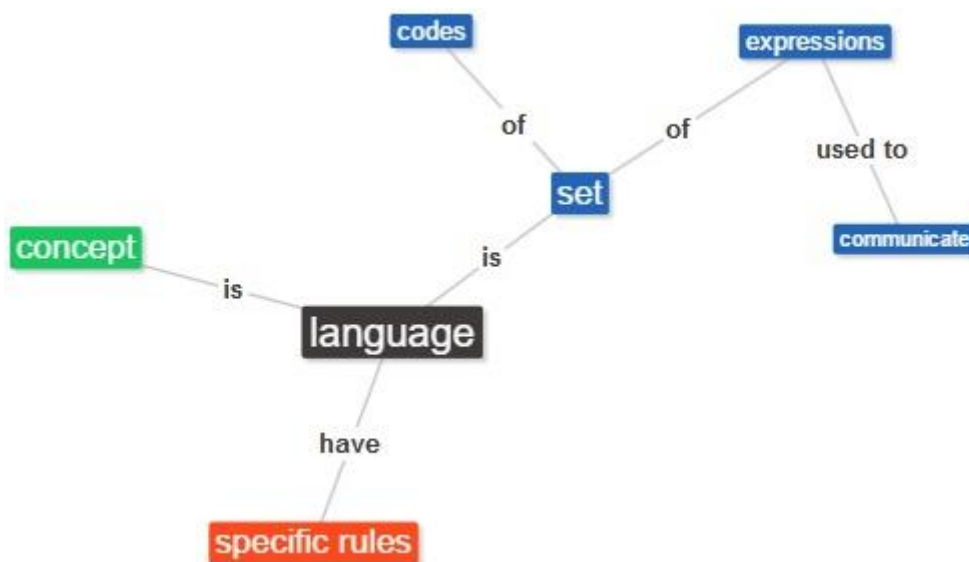 codes
expressions
of
of
used to
set
communicate
concept
is
is
language
have
specific rules